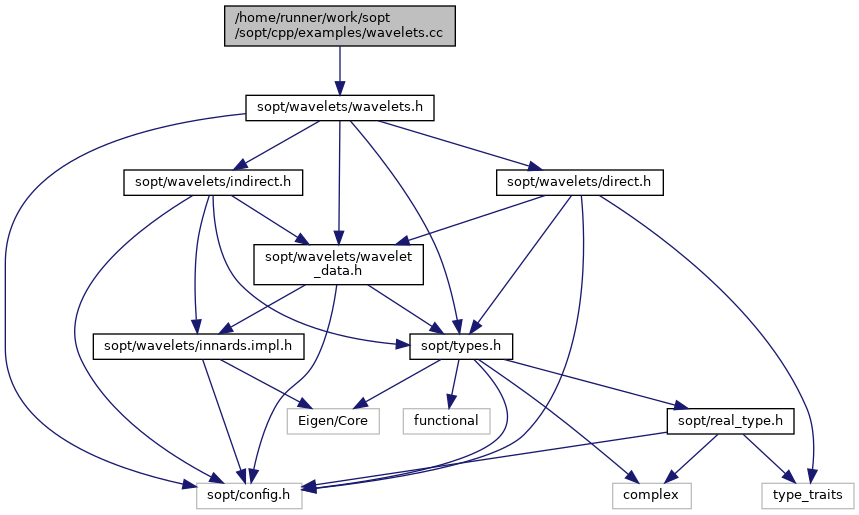 /home/runner/work/sopt
/sopt/cpp/examples/wavelets.cc
sopt/wavelets/wavelets.h
sopt/wavelets/indirect.h
sopt/wavelets/direct.h
sopt/wavelets/wavelet
_data.h
sopt/wavelets/innards.impl.h
sopt/types.h
Eigen/Core
functional
sopt/real_type.h
sopt/config.h
complex
type_traits